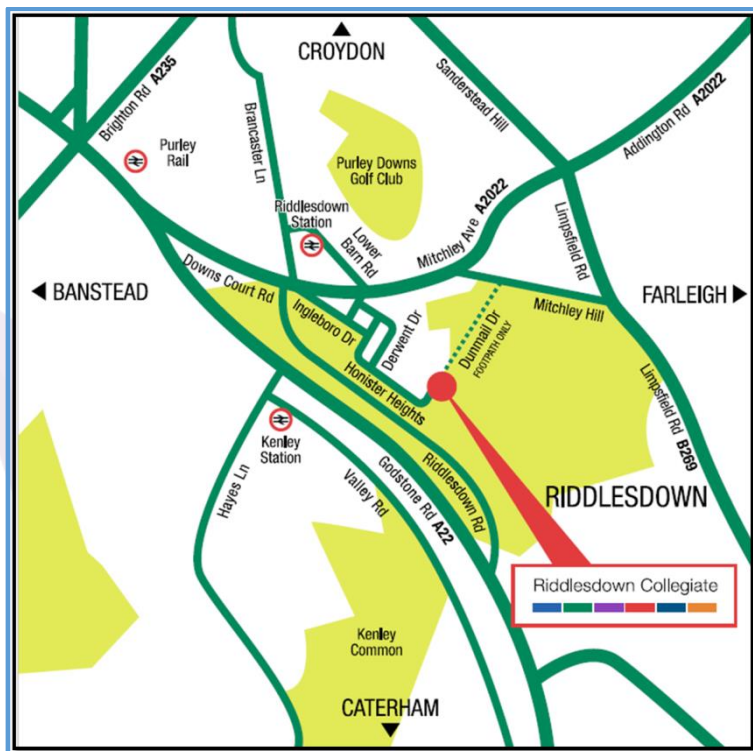 CROYDON
Brighton Rd A235
Brancaster Ln
Sanderstead Hill
Addington Rd A2022
Purley
Rail
Purley Downs
Golf Club
Riddlesdown
Station
Lower
Barn Rd
Mitchley Ave A2022
Limpsfield Rd
BANSTEAD
Downs Court Rd
Ingleboro Dr
Derwent Dr
Dunmail Dr
FOOTPATH ONLY
Mitchley Hill
FARLEIGH
Honister Heights
Limpsfield Rd B269
Kenley
Station
Hayes Ln
Valley Rd
Godstone Rd A22
Riddlesdown Rd
RIDDLESDOWN
Riddlesdown Collegiate
Kenley
Common
CATERHAM